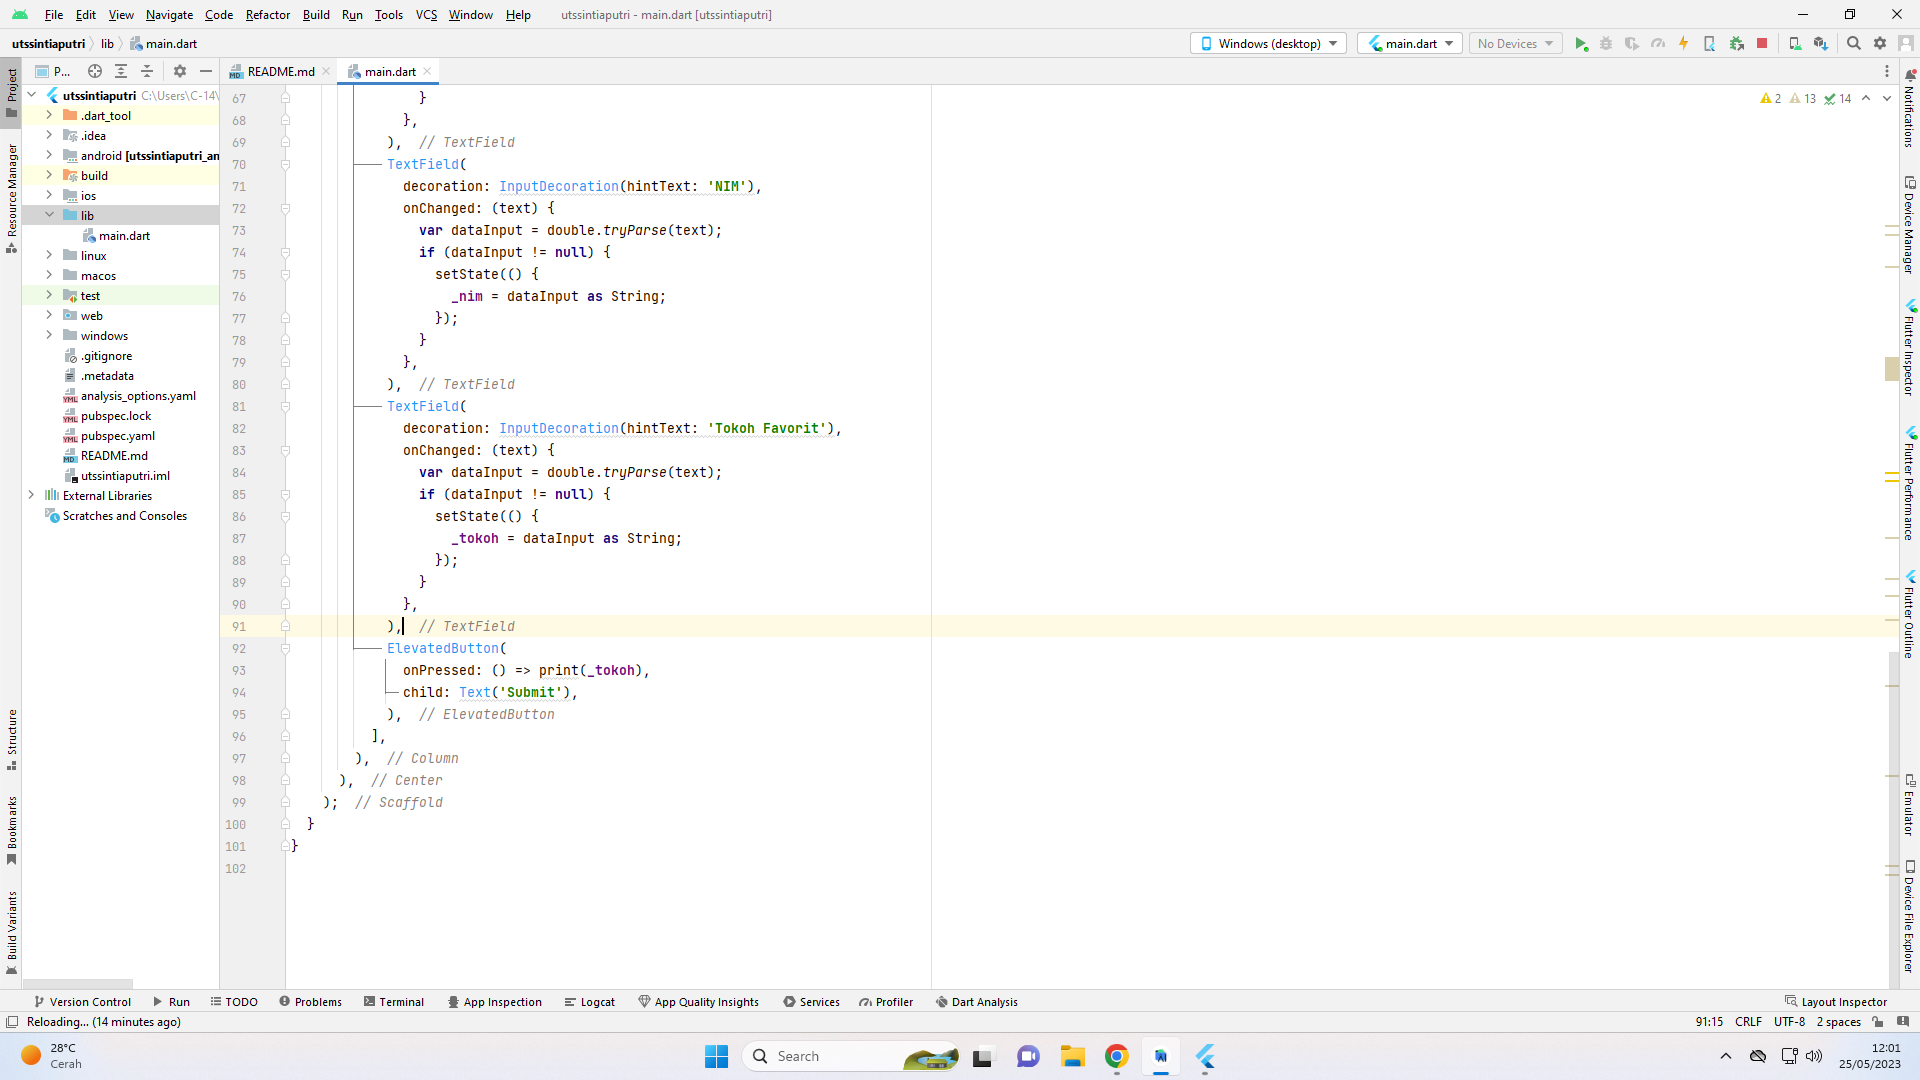 File Edit View Navigate Code Refactor Build Run Tools VCS Window Help utssintiaputri - main.dart [utssintiaputri]
utssintiaputri lib main.dart Windows (desktop) main.dart No Devices
P... README.md main.dart
utssintiaputri C:\Users\C-14\
.dart_tool
.idea
android [utssintiaputri_an
build
ios
lib
main.dart
linux
macos
test
web
windows
.gitignore
.metadata
analysis_options.yaml
pubspec.lock
pubspec.yaml
README.md
utssintiaputri.iml
External Libraries
Scratches and Consoles
Project
Resource Manager
Structure
Bookmarks
Build Variants
2 13 14
67 }
68 },
69 ), // TextField
70 TextField(
71 decoration: InputDecoration(hintText: 'NIM'),
72 onChanged: (text) {
73 var dataInput = double.tryParse(text);
74 if (dataInput != null) {
75 setState(() {
76 _nim = dataInput as String;
77 });
78 }
79 },
80 ), // TextField
81 TextField(
82 decoration: InputDecoration(hintText: 'Tokoh Favorit'),
83 onChanged: (text) {
84 var dataInput = double.tryParse(text);
85 if (dataInput != null) {
86 setState(() {
87 _tokoh = dataInput as String;
88 });
89 }
90 },
91 ), // TextField
92 ElevatedButton(
93 onPressed: () => print(_tokoh),
94 child: Text('Submit'),
95 ), // ElevatedButton
96 ],
97 ), // Column
98 ), // Center
99 ); // Scaffold
100 }
101 }
102
Notifications
Device Manager
Flutter Inspector
Flutter Performance
Flutter Outline
Emulator
Device File Explorer
Version Control Run TODO Problems Terminal App Inspection Logcat App Quality Insights Services Profiler Dart Analysis Layout Inspector
Reloading... (14 minutes ago) 91:15 CRLF UTF-8 2 spaces
28°C
Cerah
Search
12:01
25/05/2023